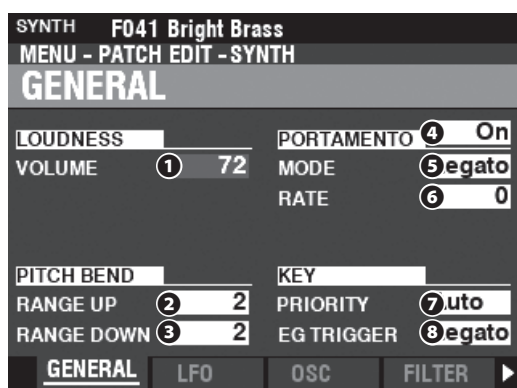 SYNTH F041 Bright Brass
MENU - PATCH EDIT - SYNTH
GENERAL
LOUDNESS
VOLUME 1 72
PORTAMENTO 4 On
MODE 5 egato
RATE 6 0
PITCH BEND
RANGE UP 2 2
RANGE DOWN 3 2
KEY
PRIORITY 7 uto
EG TRIGGER 8 egato
GENERAL LFO OSC FILTER